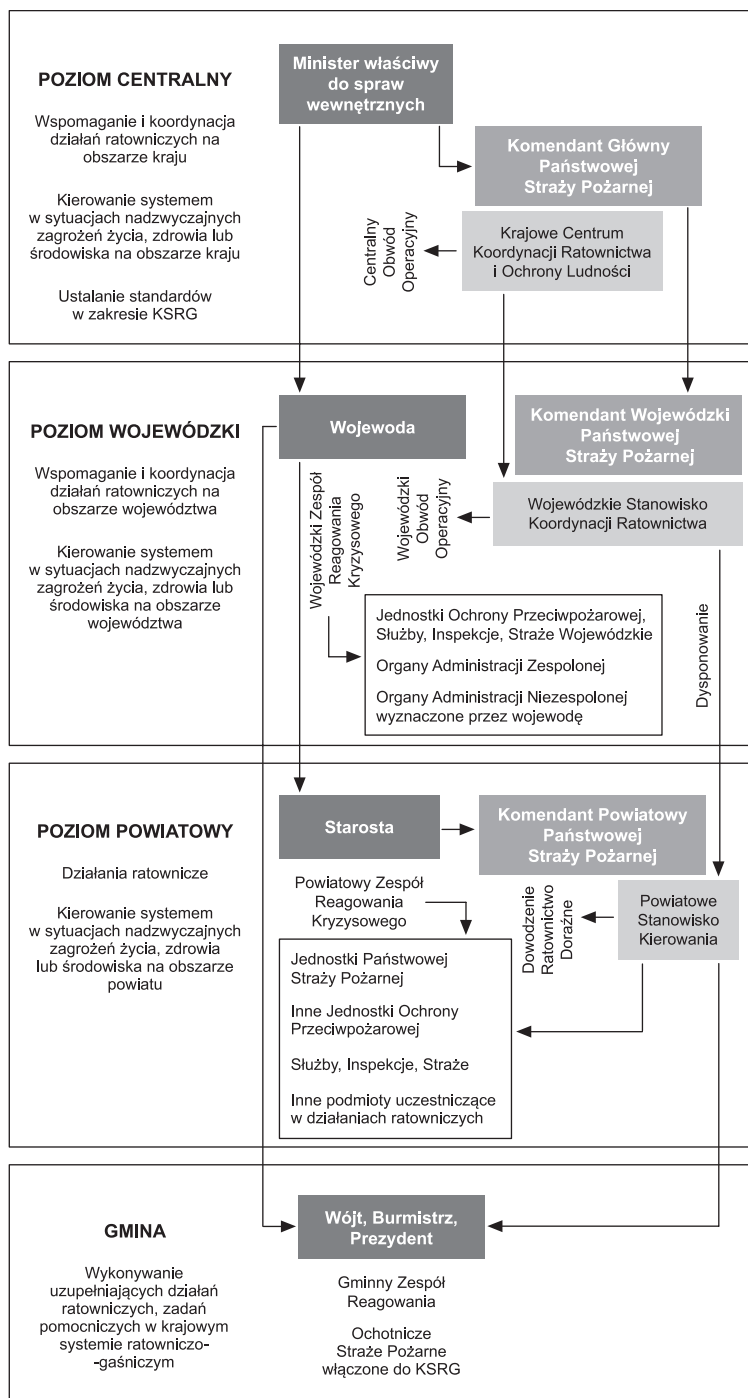 POZIOM CENTRALNY
Wspomaganie i koordynacja
działań ratowniczych na
obszarze kraju
Kierowanie systemem
w sytuacjach nadzwyczajnych
zagrożeń życia, zdrowia lub
środowiska na obszarze kraju
Ustalanie standardów
w zakresie KSRG
Minister właściwy
do spraw
wewnętrznych
Komendant Główny
Państwowej
Straży Pożarnej
Krajowe Centrum
Koordynacji Ratownictwa
i Ochrony Ludności
Centralny
Obwód
Operacyjny
POZIOM WOJEWÓDZKI
Wspomaganie i koordynacja
działań ratowniczych na
obszarze województwa
Kierowanie systemem
w sytuacjach nadzwyczajnych
zagrożeń życia, zdrowia lub
środowiska na obszarze
województwa
Wojewoda
Komendant Wojewódzki
Państwowej
Straży Pożarnej
Wojewódzkie Stanowisko
Koordynacji Ratownictwa
Wojewódzki
Obwód
Operacyjny
Wojewódzki Zespół
Reagowania
Kryzysowego
Jednostki Ochrony Przeciwpożarowej,
Służby, Inspekcje, Straże Wojewódzkie
Organy Administracji Zespolonej
Organy Administracji Niezespolonej
wyznaczone przez wojewodę
Dysponowanie
POZIOM POWIATOWY
Działania ratownicze
Kierowanie systemem
w sytuacjach nadzwyczajnych
zagrożeń życia, zdrowia
lub środowiska na obszarze
powiatu
Starosta
Komendant Powiatowy
Państwowej
Straży Pożarnej
Powiatowy Zespół
Reagowania
Kryzysowego
Dowodzenie
Ratownictwo
Doraźne
Powiatowe
Stanowisko
Kierowania
Jednostki Państwowej
Straży Pożarnej
Inne Jednostki Ochrony
Przeciwpożarowej
Służby, Inspekcje, Straże
Inne podmioty uczestniczące
w działaniach ratowniczych
GMINA
Wykonywanie
uzupełniających działań
ratowniczych, zadań
pomocniczych w krajowym
systemie ratowniczo-
-gaśniczym
Wójt, Burmistrz,
Prezydent
Gminny Zespół
Reagowania
Ochotnicze
Straże Pożarne
włączone do KSRG